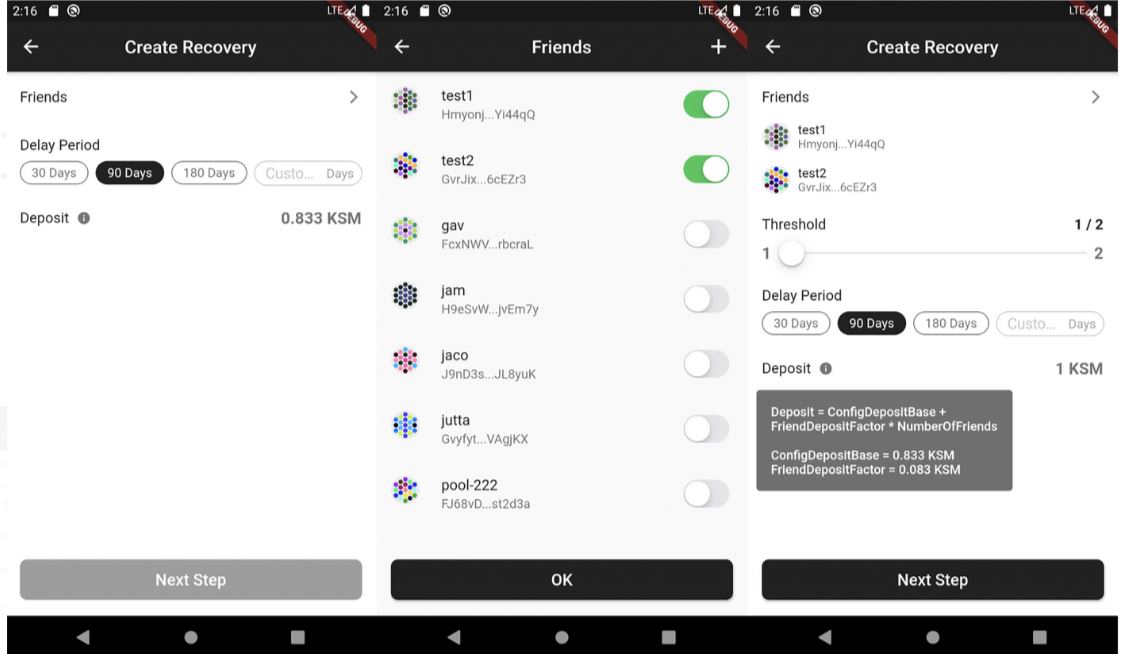 2:16
LTE
DEBUG
Create Recovery
Friends
Delay Period
30 Days
90 Days
180 Days
Custo... Days
Deposit
0.833 KSM
Next Step
2:16
LTE
DEBUG
Friends
test1
Hmyonj...Yi44qQ
test2
GvrJix...6cEZr3
gav
FcxNWV...rbcraL
jam
H9eSvW...jvEm7y
jaco
J9nD3s...JL8yuK
jutta
Gvyfyt...VAgjKX
pool-222
FJ68vD...st2d3a
OK
2:16
LTE
DEBUG
Create Recovery
Friends
test1
Hmyonj...Yi44qQ
test2
GvrJix...6cEZr3
Threshold
1 / 2
1
2
Delay Period
30 Days
90 Days
180 Days
Custo... Days
Deposit
1 KSM
Deposit = ConfigDepositBase +
FriendDepositFactor * NumberOfFriends
ConfigDepositBase = 0.833 KSM
FriendDepositFactor = 0.083 KSM
Next Step